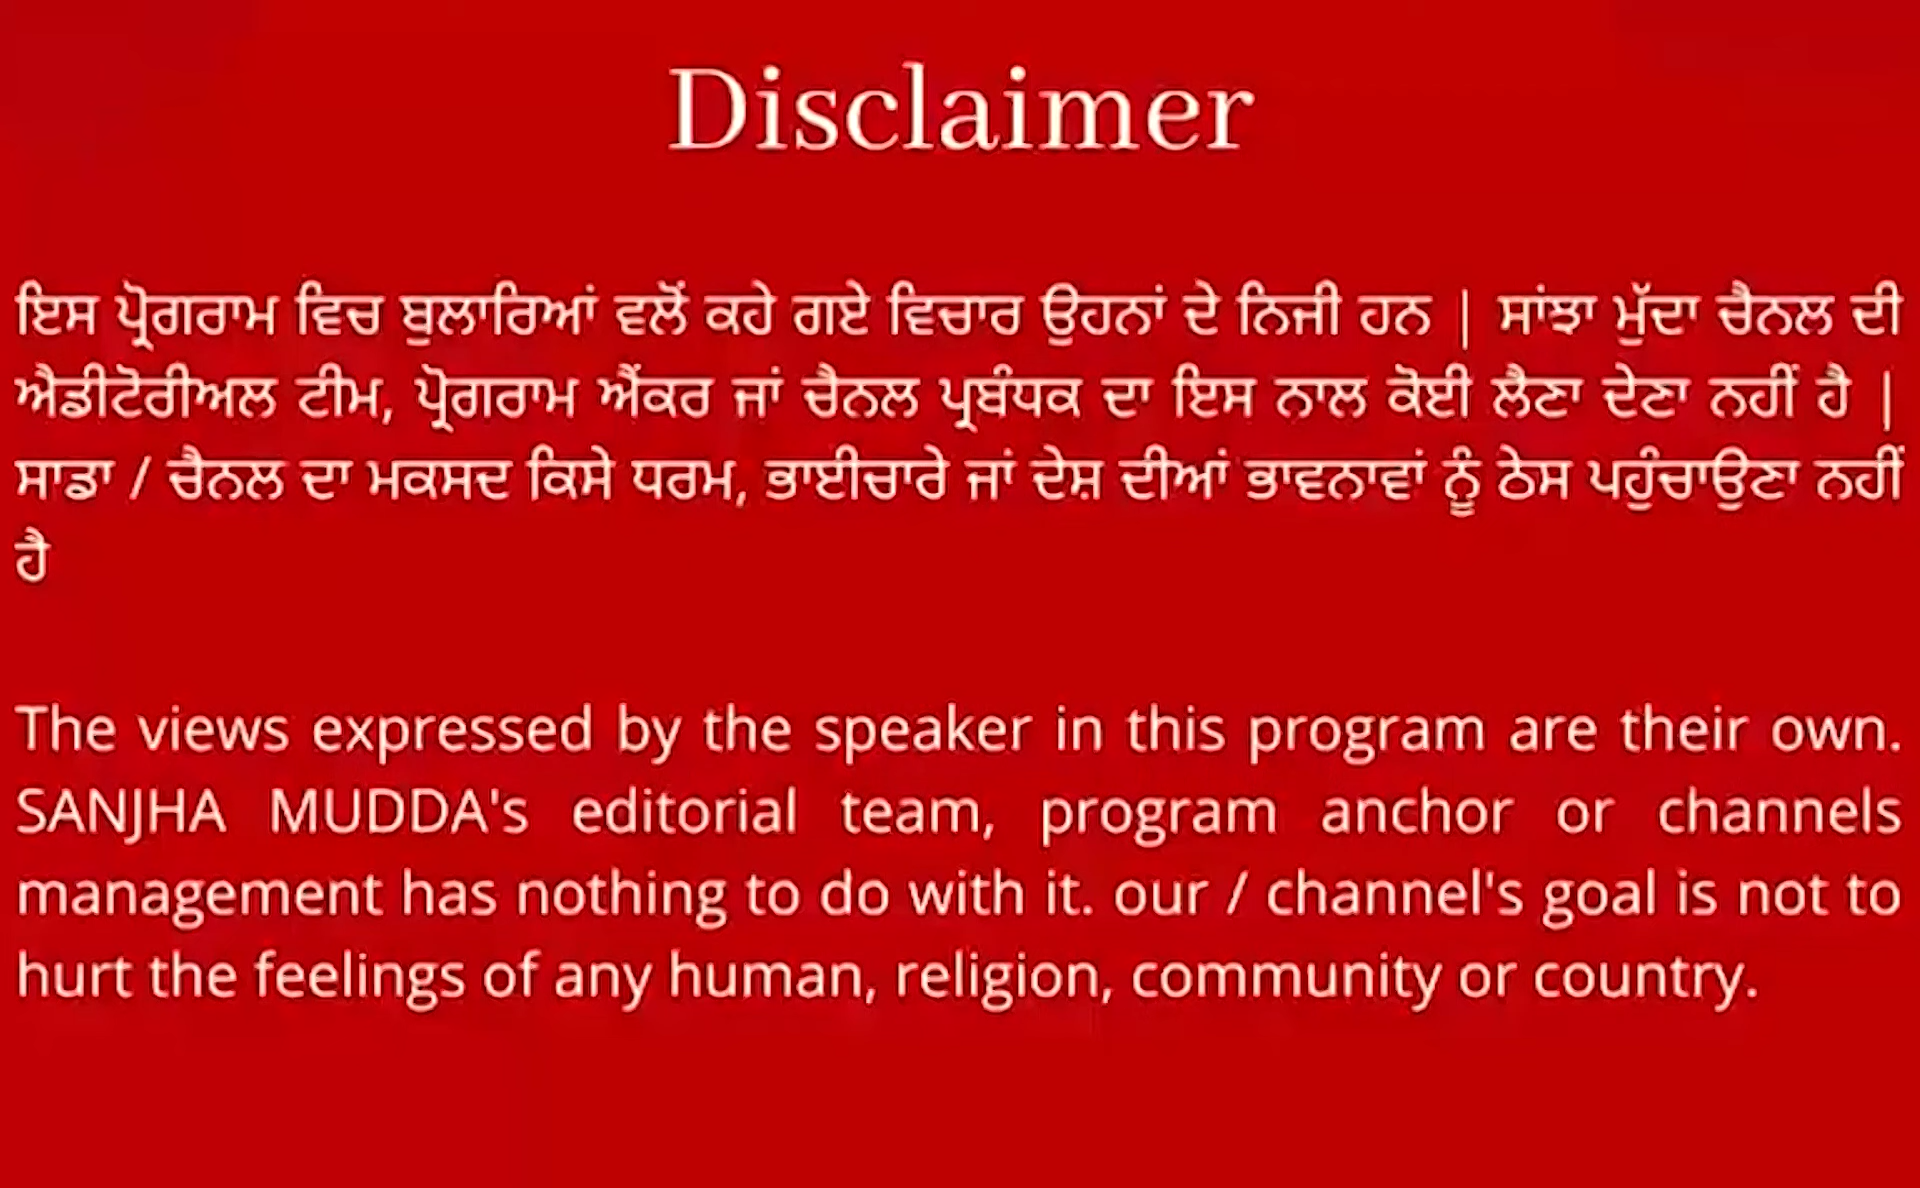 Disclaimer
ਇਸ ਪ੍ਰੋਗਰਾਮ ਵਿਚ ਬੁਲਾਰਿਆਂ ਵਲੋਂ ਕਹੇ ਗਏ ਵਿਚਾਰ ਉਹਨਾਂ ਦੇ ਨਿਜੀ ਹਨ | ਸਾਂਝਾ ਮੁੱਦਾ ਚੈਨਲ ਦੀ
ਐਡੀਟੋਰੀਅਲ ਟੀਮ, ਪ੍ਰੋਗਰਾਮ ਐਂਕਰ ਜਾਂ ਚੈਨਲ ਪ੍ਰਬੰਧਕ ਦਾ ਇਸ ਨਾਲ ਕੋਈ ਲੈਣਾ ਦੇਣਾ ਨਹੀਂ ਹੈ |
ਸਾਡਾ / ਚੈਨਲ ਦਾ ਮਕਸਦ ਕਿਸੇ ਧਰਮ, ਭਾਈਚਾਰੇ ਜਾਂ ਦੇਸ਼ ਦੀਆਂ ਭਾਵਨਾਵਾਂ ਨੂੰ ਠੇਸ ਪਹੁੰਚਾਉਣਾ ਨਹੀਂ
ਹੈ
The views expressed by the speaker in this program are their own.
SANJHA MUDDA's editorial team, program anchor or channels
management has nothing to do with it. our / channel's goal is not to
hurt the feelings of any human, religion, community or country.